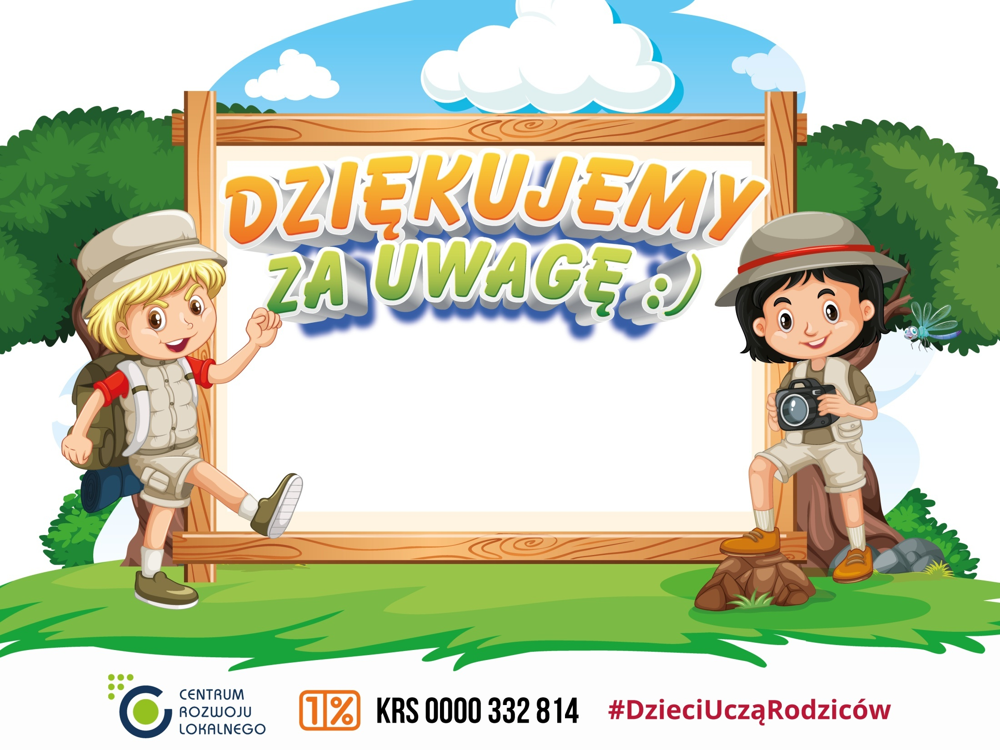 DZIĘKUJEMY
ZA UWAGĘ :)
CENTRUM
ROZWOJU
LOKALNEGO
1%
KRS 0000 332 814
#DzieciUcząRodziców